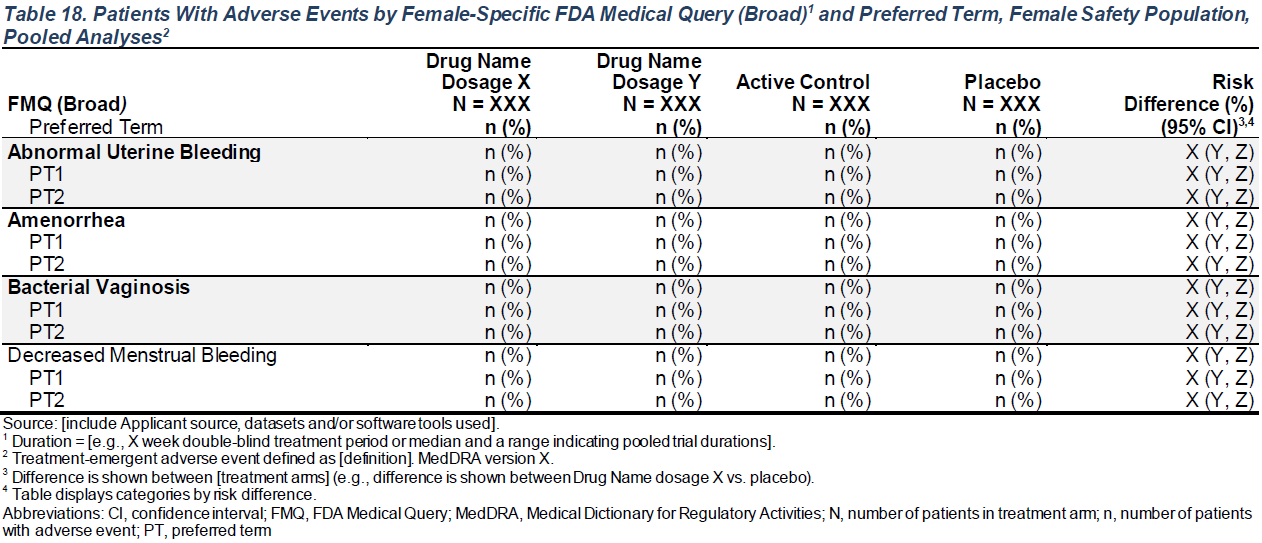 Table 18. Patients With Adverse Events by Female-Specific FDA Medical Query (Broad)1 and Preferred Term, Female Safety Population,
Pooled Analyses2
FMQ (Broad) Drug Name Dosage X N = XXX Drug Name Dosage Y N = XXX Active Control N = XXX Placebo N = XXX Risk Difference (%)
Preferred Term n (%) n (%) n (%) n (%) (95% CI)3,4
Abnormal Uterine Bleeding n (%) n (%) n (%) n (%) X (Y, Z)
PT1 n (%) n (%) n (%) n (%) X (Y, Z)
PT2 n (%) n (%) n (%) n (%) X (Y, Z)
Amenorrhea n (%) n (%) n (%) n (%) X (Y, Z)
PT1 n (%) n (%) n (%) n (%) X (Y, Z)
PT2 n (%) n (%) n (%) n (%) X (Y, Z)
Bacterial Vaginosis n (%) n (%) n (%) n (%) X (Y, Z)
PT1 n (%) n (%) n (%) n (%) X (Y, Z)
PT2 n (%) n (%) n (%) n (%) X (Y, Z)
Decreased Menstrual Bleeding n (%) n (%) n (%) n (%) X (Y, Z)
PT1 n (%) n (%) n (%) n (%) X (Y, Z)
PT2 n (%) n (%) n (%) n (%) X (Y, Z)
Source: [include Applicant source, datasets and/or software tools used].
1 Duration = [e.g., X week double-blind treatment period or median and a range indicating pooled trial durations].
2 Treatment-emergent adverse event defined as [definition]. MedDRA version X.
3 Difference is shown between [treatment arms] (e.g., difference is shown between Drug Name dosage X vs. placebo).
4 Table displays categories by risk difference.
Abbreviations: CI, confidence interval; FMQ, FDA Medical Query; MedDRA, Medical Dictionary for Regulatory Activities; N, number of patients in treatment arm; n, number of patients
with adverse event; PT, preferred term